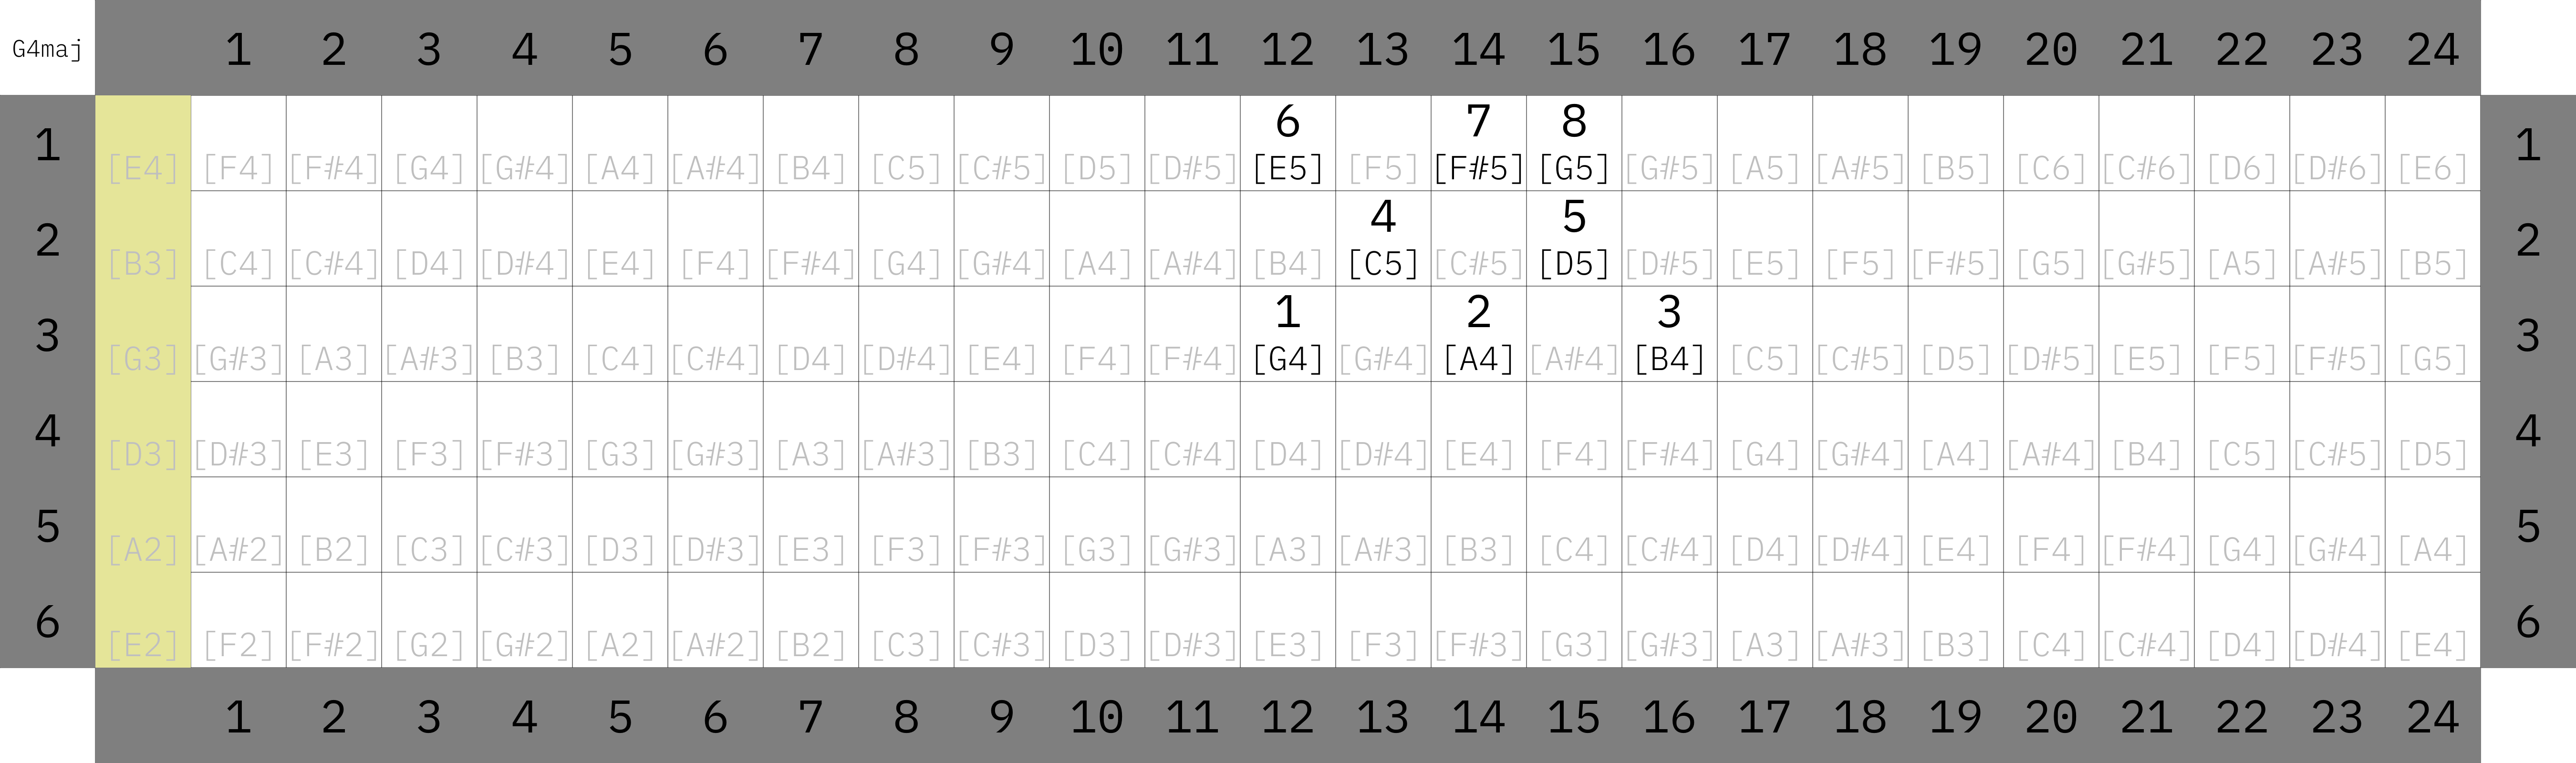 G4maj 1 2 3 4 5 6 7 8 9 10 11 12 13 14 15 16 17 18 19 20 21 22 23 24
6 7 8
1 [E4] [F4] [F#4] [G4] [G#4] [A4] [A#4] [B4] [C5] [C#5] [D5] [D#5] [E5] [F5] [F#5] [G5] [G#5] [A5] [A#5] [B5] [C6] [C#6] [D6] [D#6] [E6] 1
4 5
2 [B3] [C4] [C#4] [D4] [D#4] [E4] [F4] [F#4] [G4] [G#4] [A4] [A#4] [B4] [C5] [C#5] [D5] [D#5] [E5] [F5] [F#5] [G5] [G#5] [A5] [A#5] [B5] 2
1 2 3
3 [G3] [G#3] [A3] [A#3] [B3] [C4] [C#4] [D4] [D#4] [E4] [F4] [F#4] [G4] [G#4] [A4] [A#4] [B4] [C5] [C#5] [D5] [D#5] [E5] [F5] [F#5] [G5] 3
4 [D3] [D#3] [E3] [F3] [F#3] [G3] [G#3] [A3] [A#3] [B3] [C4] [C#4] [D4] [D#4] [E4] [F4] [F#4] [G4] [G#4] [A4] [A#4] [B4] [C5] [C#5] [D5] 4
5 [A2] [A#2] [B2] [C3] [C#3] [D3] [D#3] [E3] [F3] [F#3] [G3] [G#3] [A3] [A#3] [B3] [C4] [C#4] [D4] [D#4] [E4] [F4] [F#4] [G4] [G#4] [A4] 5
6 [E2] [F2] [F#2] [G2] [G#2] [A2] [A#2] [B2] [C3] [C#3] [D3] [D#3] [E3] [F3] [F#3] [G3] [G#3] [A3] [A#3] [B3] [C4] [C#4] [D4] [D#4] [E4] 6
1 2 3 4 5 6 7 8 9 10 11 12 13 14 15 16 17 18 19 20 21 22 23 24